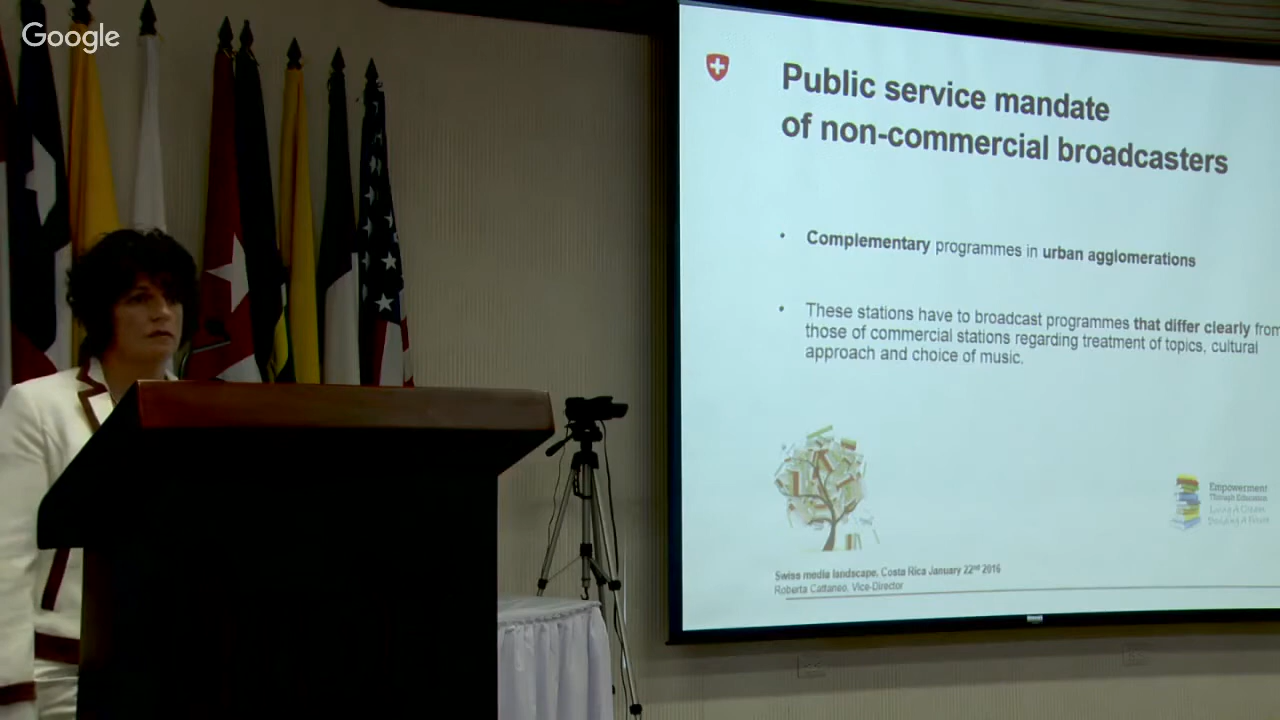 Google
Public service mandate
of non-commercial broadcasters
• Complementary programmes in urban agglomerations
• These stations have to broadcast programmes that differ clearly from
those of commercial stations regarding treatment of topics, cultural
approach and choice of music.
Empowerment
Through Education
Swiss media landscape, Costa Rica January 22nd 2016
Roberta Cattaneo, Vice-Director